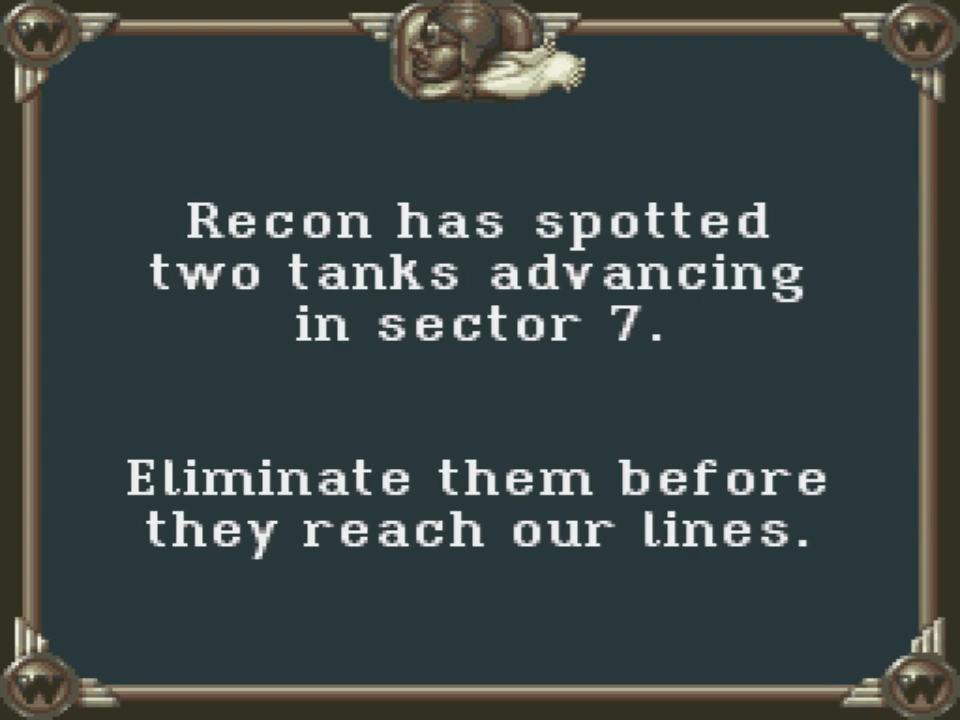 Recon has spotted
two tanks advancing
in sector 7.
Eliminate them before
they reach our lines.